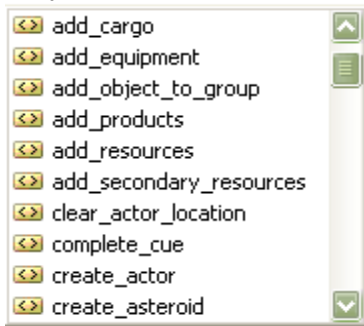 add_cargo
add_equipment
add_object_to_group
add_products
add_resources
add_secondary_resources
clear_actor_location
complete_cue
create_actor
create_asteroid